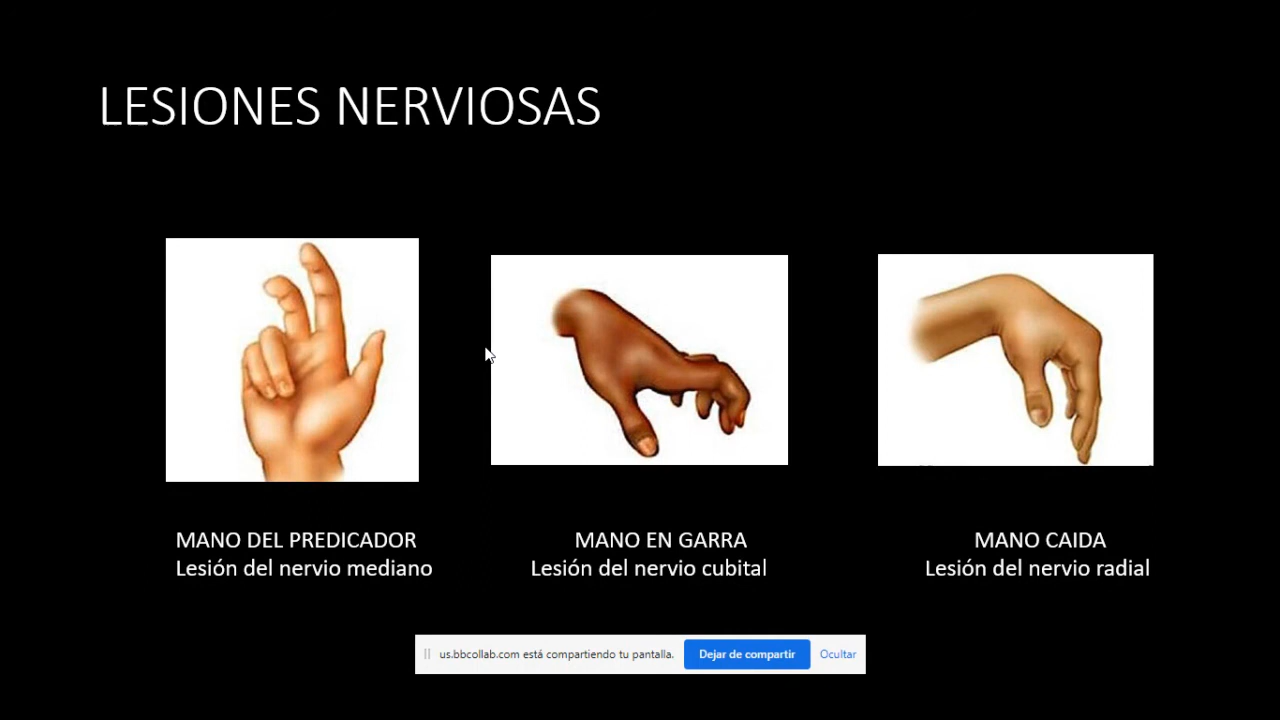 LESIONES NERVIOSAS
MANO DEL PREDICADOR
Lesión del nervio mediano
MANO EN GARRA
Lesión del nervio cubital
MANO CAIDA
Lesión del nervio radial
us.bbcollab.com está compartiendo tu pantalla. Dejar de compartir Ocultar